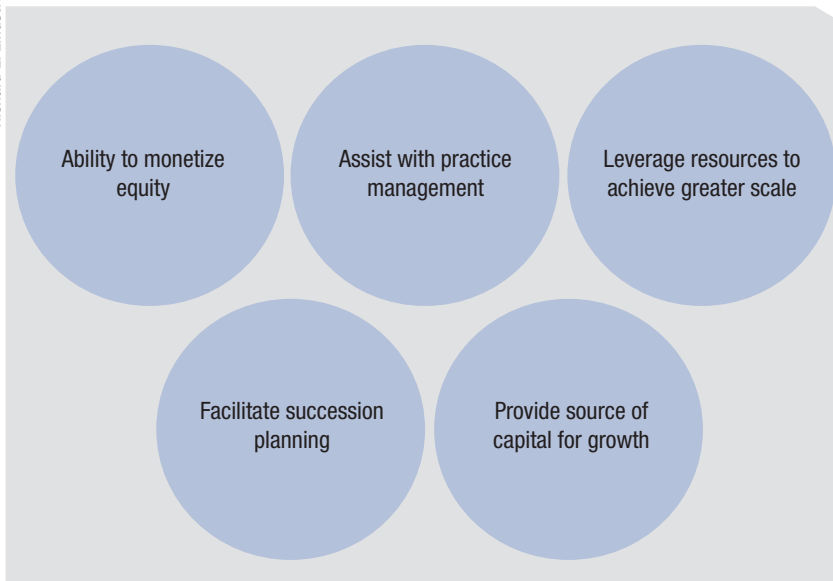 Ability to monetize
equity
Assist with practice
management
Leverage resources to
achieve greater scale
Facilitate succession
planning
Provide source of
capital for growth